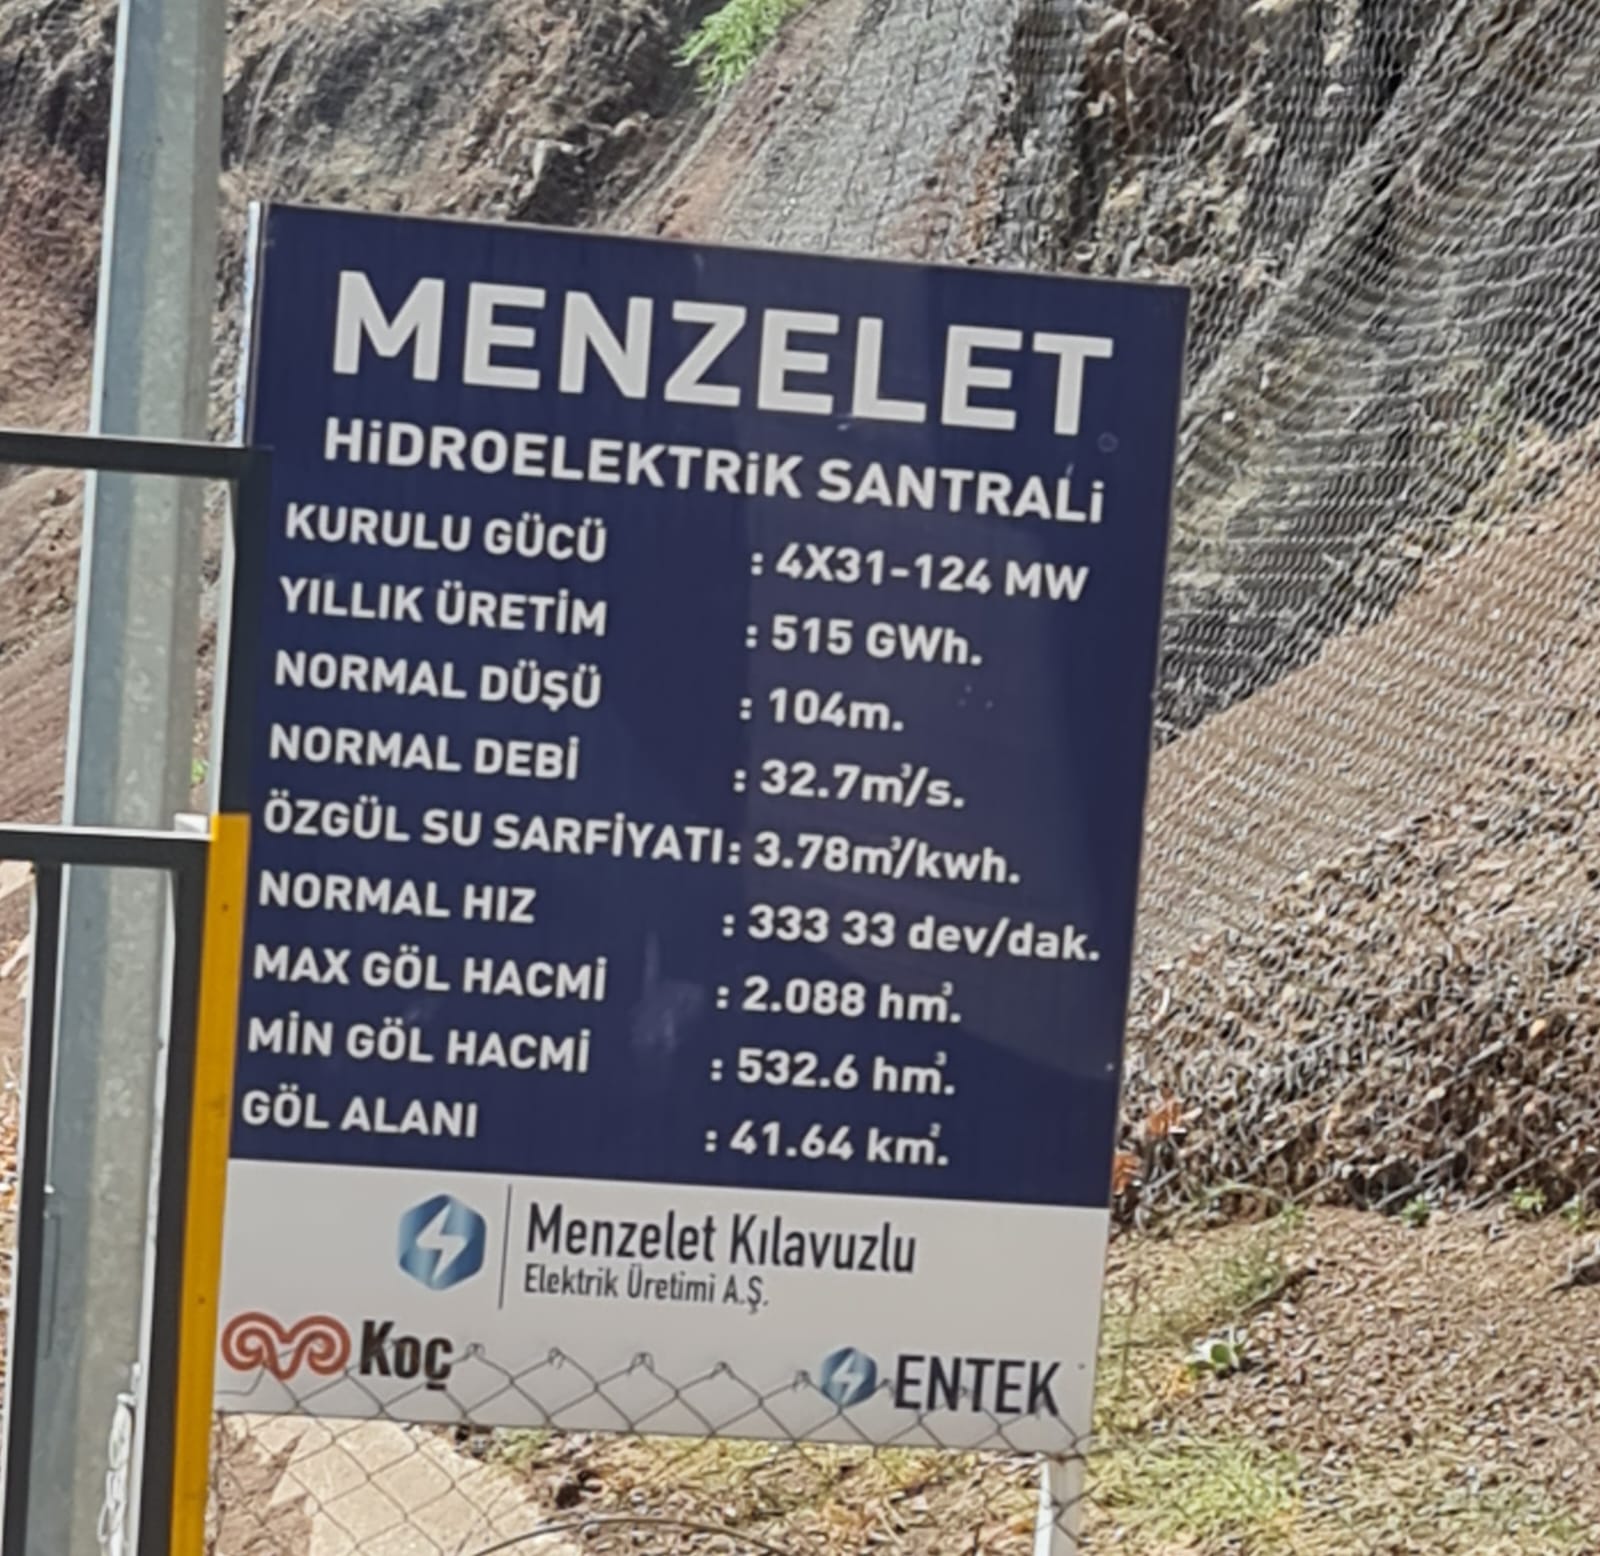 MENZELET
HiDROELEKTRiK SANTRALi
KURULU GÜCÜ : 4X31-124 MW
YILLIK ÜRETİM : 515 GWh.
NORMAL DÜŞÜ : 104m.
NORMAL DEBİ : 32.7m³/s.
ÖZGÜL SU SARFİYATI: 3.78m³/kwh.
NORMAL HIZ : 333 33 dev/dak.
MAX GÖL HACMİ : 2.088 hm³.
MİN GÖL HACMİ : 532.6 hm³.
GÖL ALANI : 41.64 km².
Menzelet Kılavuzlu
Elektrik Üretimi A.Ş.
Koç ENTEK